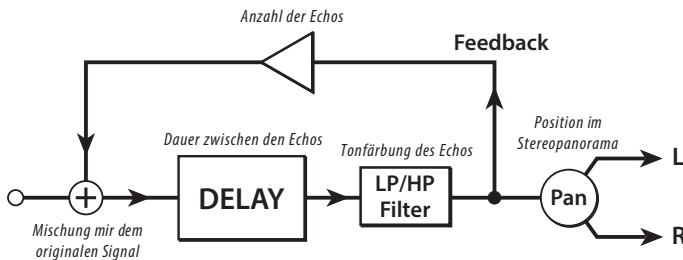 Anzahl der Echos
Feedback
Dauer zwischen den Echos
Tonfärbung des Echos
Position im
Stereopanorama
+
DELAY
LP/HP
Filter
Pan
L
R
Mischung mir dem
originalen Signal